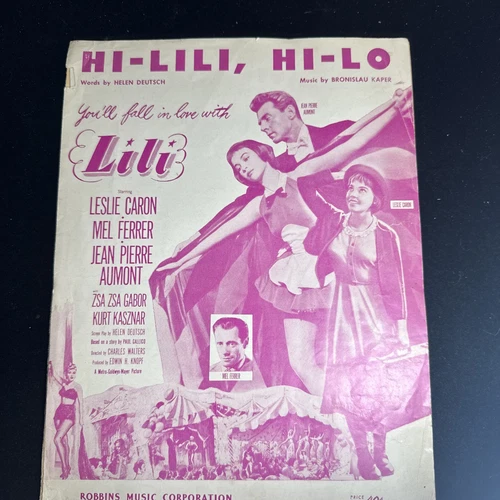 HI-LILI, HI-LO
Words by HELEN DEUTSCH
Music by BRONISLAU KAPER
You'll fall in love with
Lili
JEAN PIERRE
AUMONT
LESLIE CARON
Starring
LESLIE CARON
MEL FERRER
JEAN PIERRE
AUMONT
with
ZSA ZSA GABOR
KURT KASZNAR
Screen Play by HELEN DEUTSCH
Based on a story by PAUL GALLICO
Directed by CHARLES WALTERS
Produced by EDWIN H. KNOPF
A Metro-Goldwyn-Mayer Picture
MEL FERRER
ROBBINS MUSIC CORPORATION
PRICE
40¢